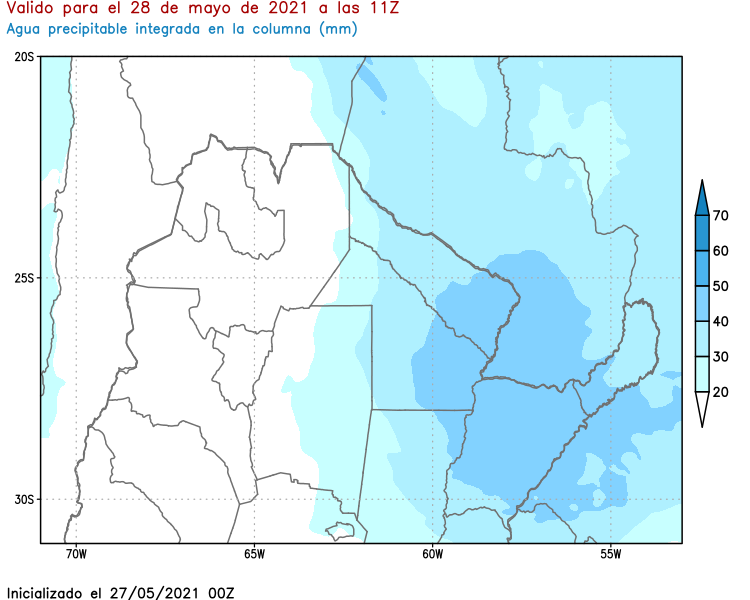 Valido para el 28 de mayo de 2021 a las 11Z
Agua precipitable integrada en la columna (mm)
20S
25S
30S
70W
65W
60W
55W
70
60
50
40
30
20
Inicializado el 27/05/2021 00Z